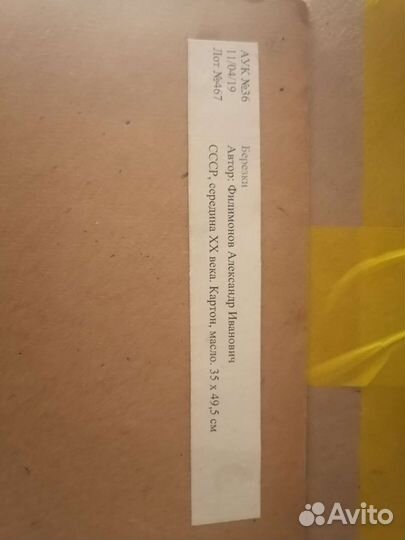 АУК №36
11/04/19
Лот №467
Березки
Автор: Филимонов Александр Иванович
СССР, середина XX века. Картон, масло. 35 х 49,5 см
Avito